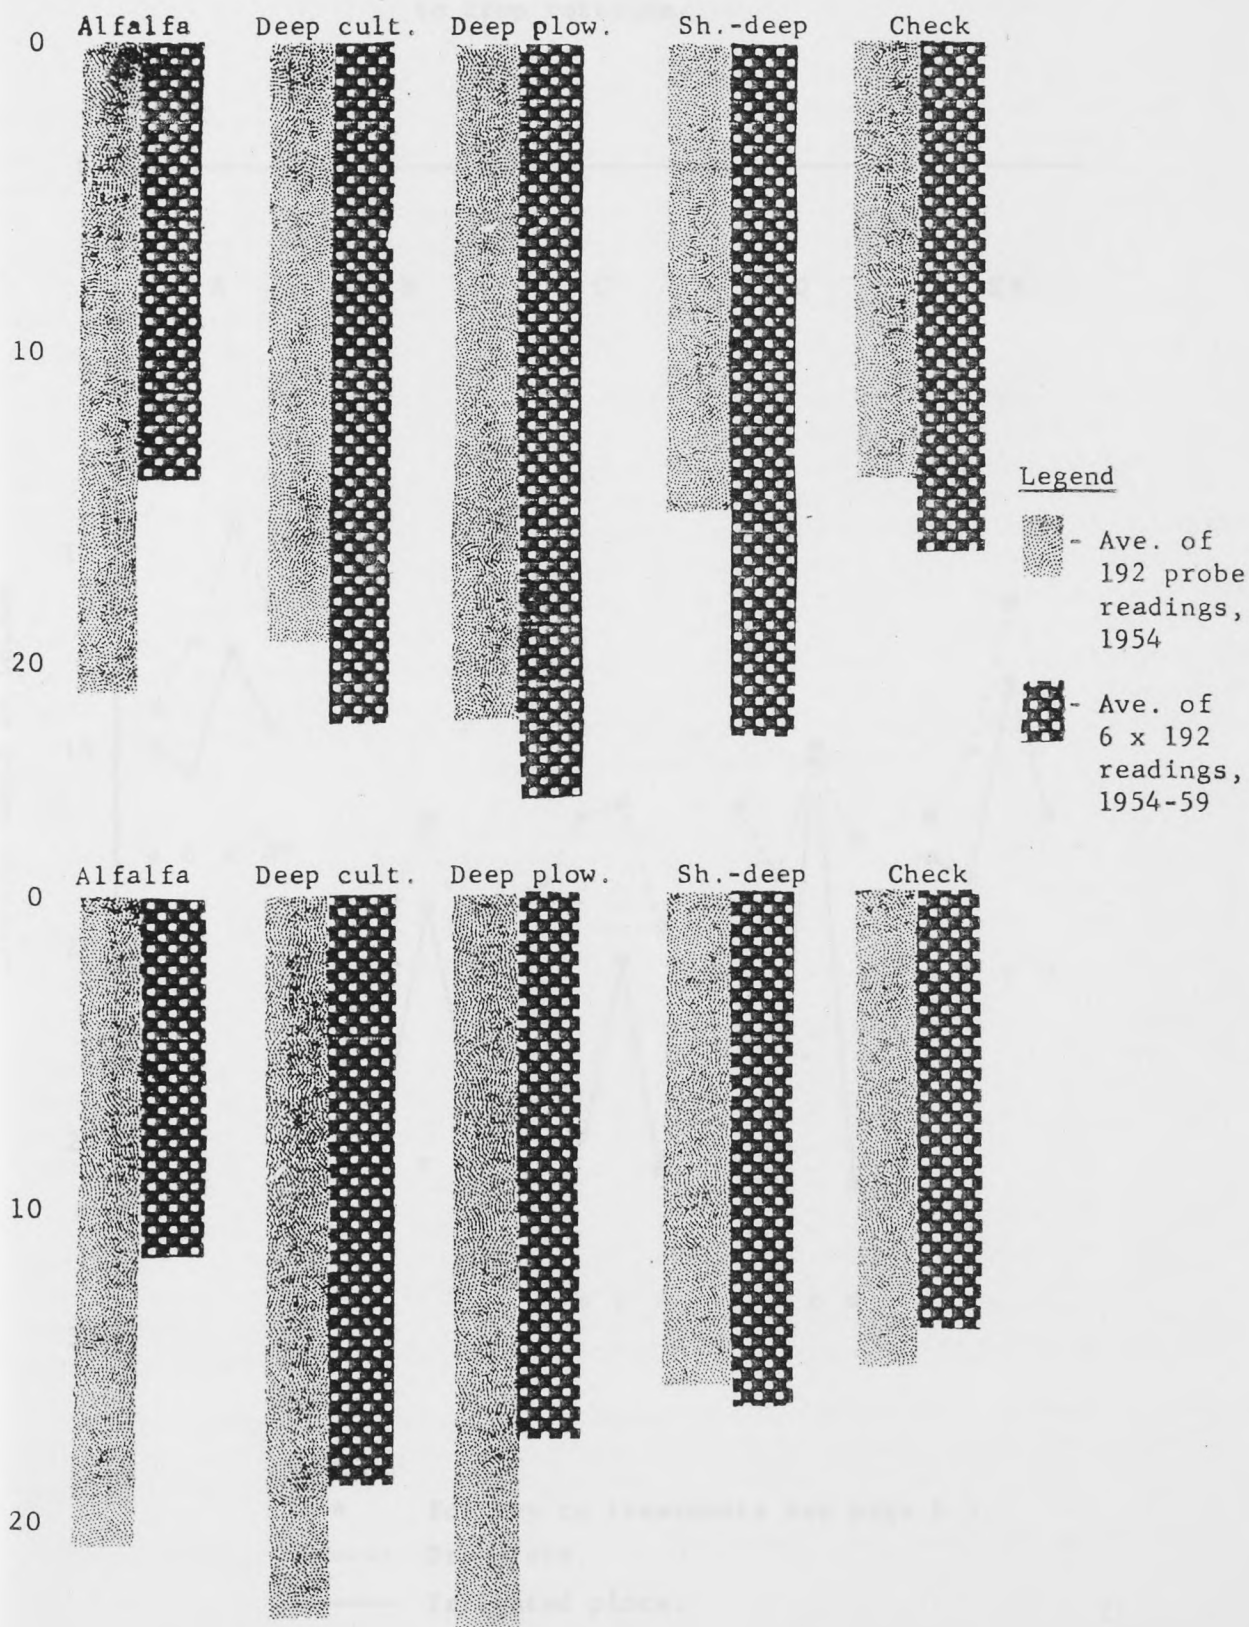 Alfalfa Deep cult. Deep plow. Sh.-deep Check
0
10
20
Legend
- Ave. of
192 probe
readings,
1954
- Ave. of
6 x 192
readings,
1954-59
Alfalfa Deep cult. Deep plow. Sh.-deep Check
0
10
20